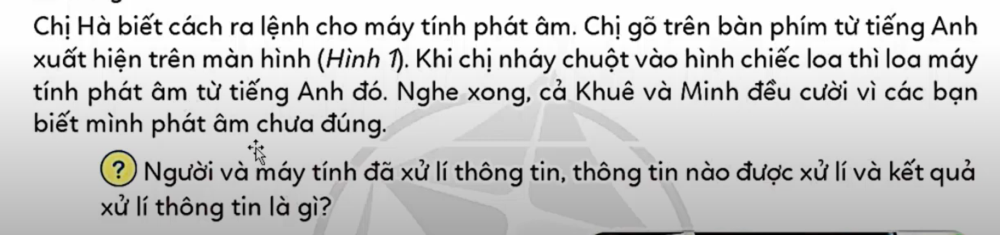 Chị Hà biết cách ra lệnh cho máy tính phát âm. Chị gõ trên bàn phím từ tiếng Anh
xuất hiện trên màn hình (Hình 1). Khi chị nháy chuột vào hình chiếc loa thì loa máy
tính phát âm từ tiếng Anh đó. Nghe xong, cả Khuê và Minh đều cười vì các bạn
biết mình phát âm chưa đúng.
? Người và máy tính đã xử lí thông tin, thông tin nào được xử lí và kết quả
xử lí thông tin là gì?